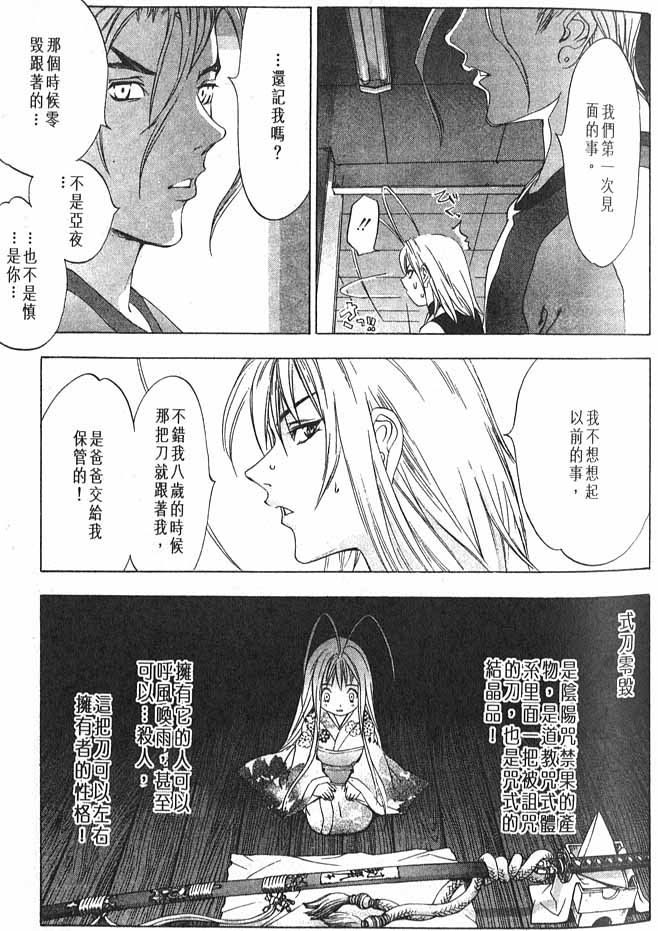 我們第一次見
面的事。
!!
びくっ
…還記我嗎？
那個時候零
毀跟著的…
不是亞夜
…
…也不是慎
…是你…
我不想想起
以前的事，
不錯我八歲的時候
那把刀就跟著我，
是爸爸交給我
保管的！
式刀零毀
是陰陽咒禁果的產
物，是道教咒式體
系里面一把被詛咒
的刀，也是咒式的
結晶品！
擁有它的人可以
呼風喚雨，甚至
可以…殺人，
這把刀可以左右
擁有者的性格！